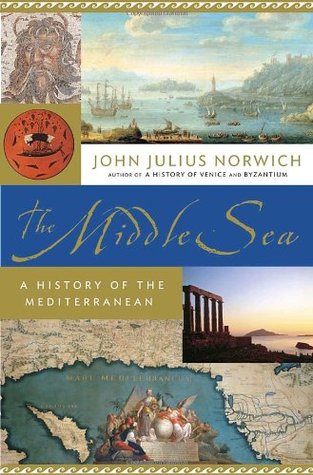 JOHN JULIUS NORWICH
AUTHOR OF A HISTORY OF VENICE AND BYZANTIUM
The Middle Sea
A HISTORY OF THE
MEDITERRANEAN
MARE MEDITERRANEUM